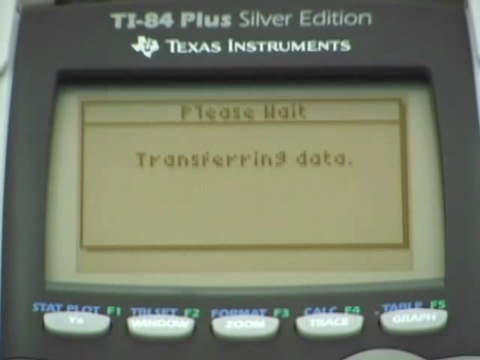 TI-84 Plus Silver Edition
TEXAS INSTRUMENTS
Please Wait
Transferring data.
STAT PLOT F1 TBLSET F2 FORMAT F3 CALC F4 TABLE F5
Y= WINDOW ZOOM TRACE GRAPH